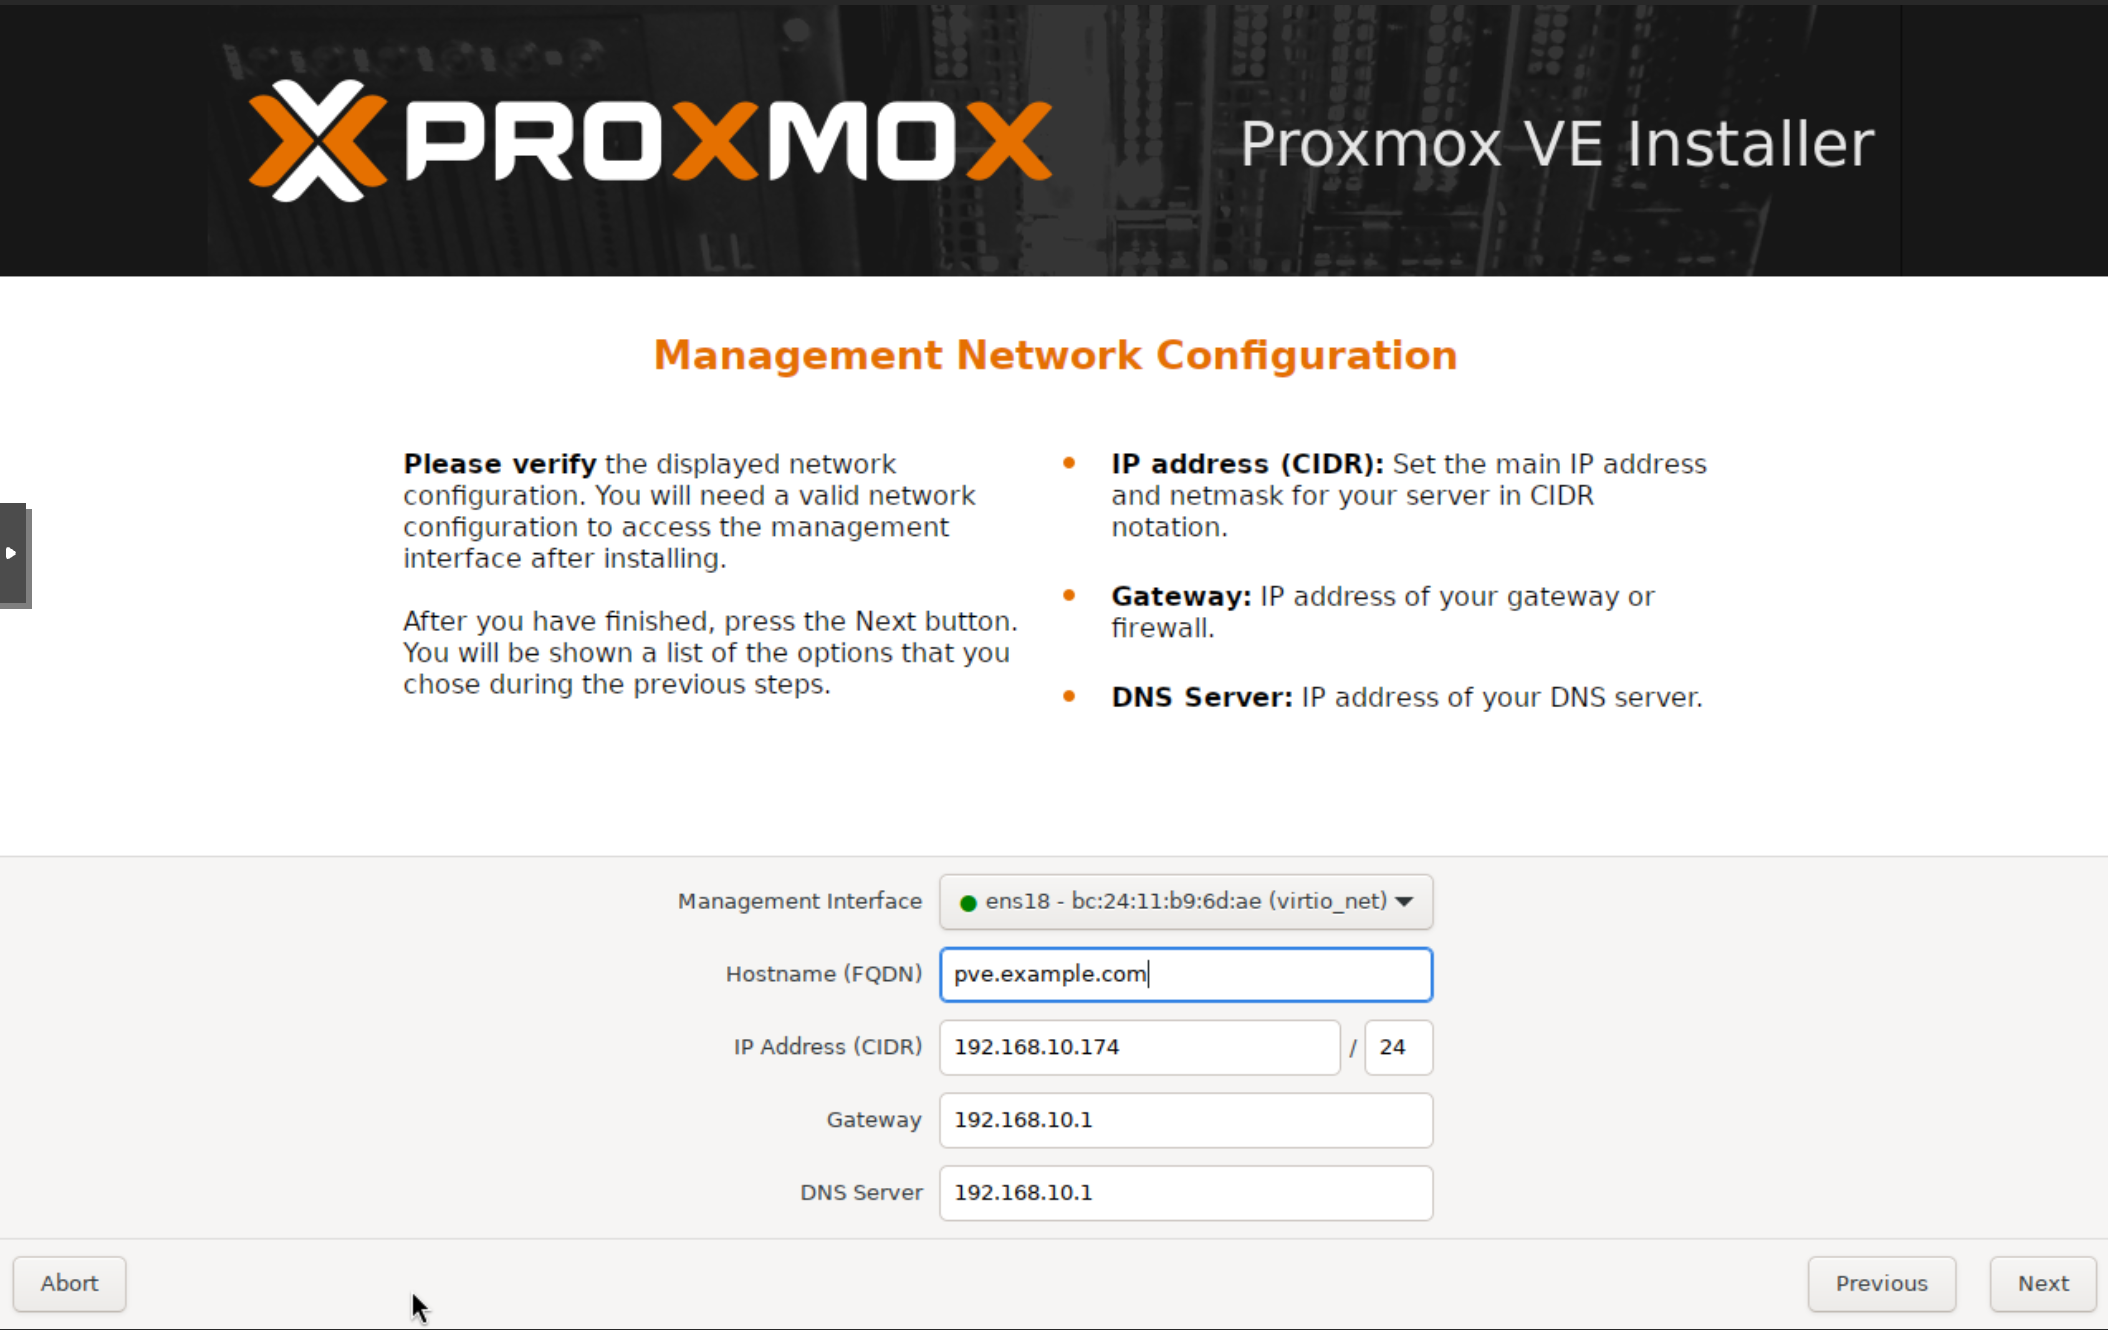 PROXMOX
Proxmox VE Installer
Management Network Configuration
Please verify the displayed network
configuration. You will need a valid network
configuration to access the management
interface after installing.
After you have finished, press the Next button.
You will be shown a list of the options that you
chose during the previous steps.
IP address (CIDR): Set the main IP address
and netmask for your server in CIDR
notation.
Gateway: IP address of your gateway or
firewall.
DNS Server: IP address of your DNS server.
Management Interface ens18 - bc:24:11:b9:6d:ae (virtio_net)
Hostname (FQDN) pve.example.com
IP Address (CIDR) 192.168.10.174 / 24
Gateway 192.168.10.1
DNS Server 192.168.10.1
Abort Previous Next